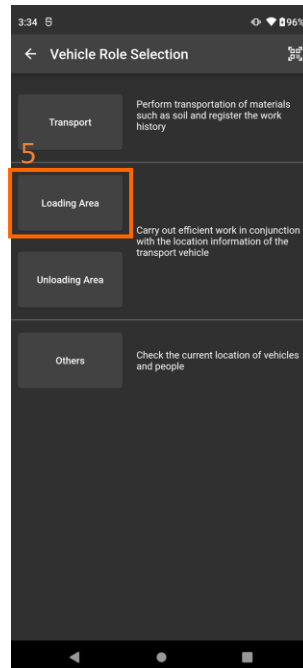 3:34
96%
Vehicle Role Selection
Transport
Perform transportation of materials
such as soil and register the work
history
5
Loading Area
Carry out efficient work in conjunction
with the location information of the
transport vehicle
Unloading Area
Others
Check the current location of vehicles
and people